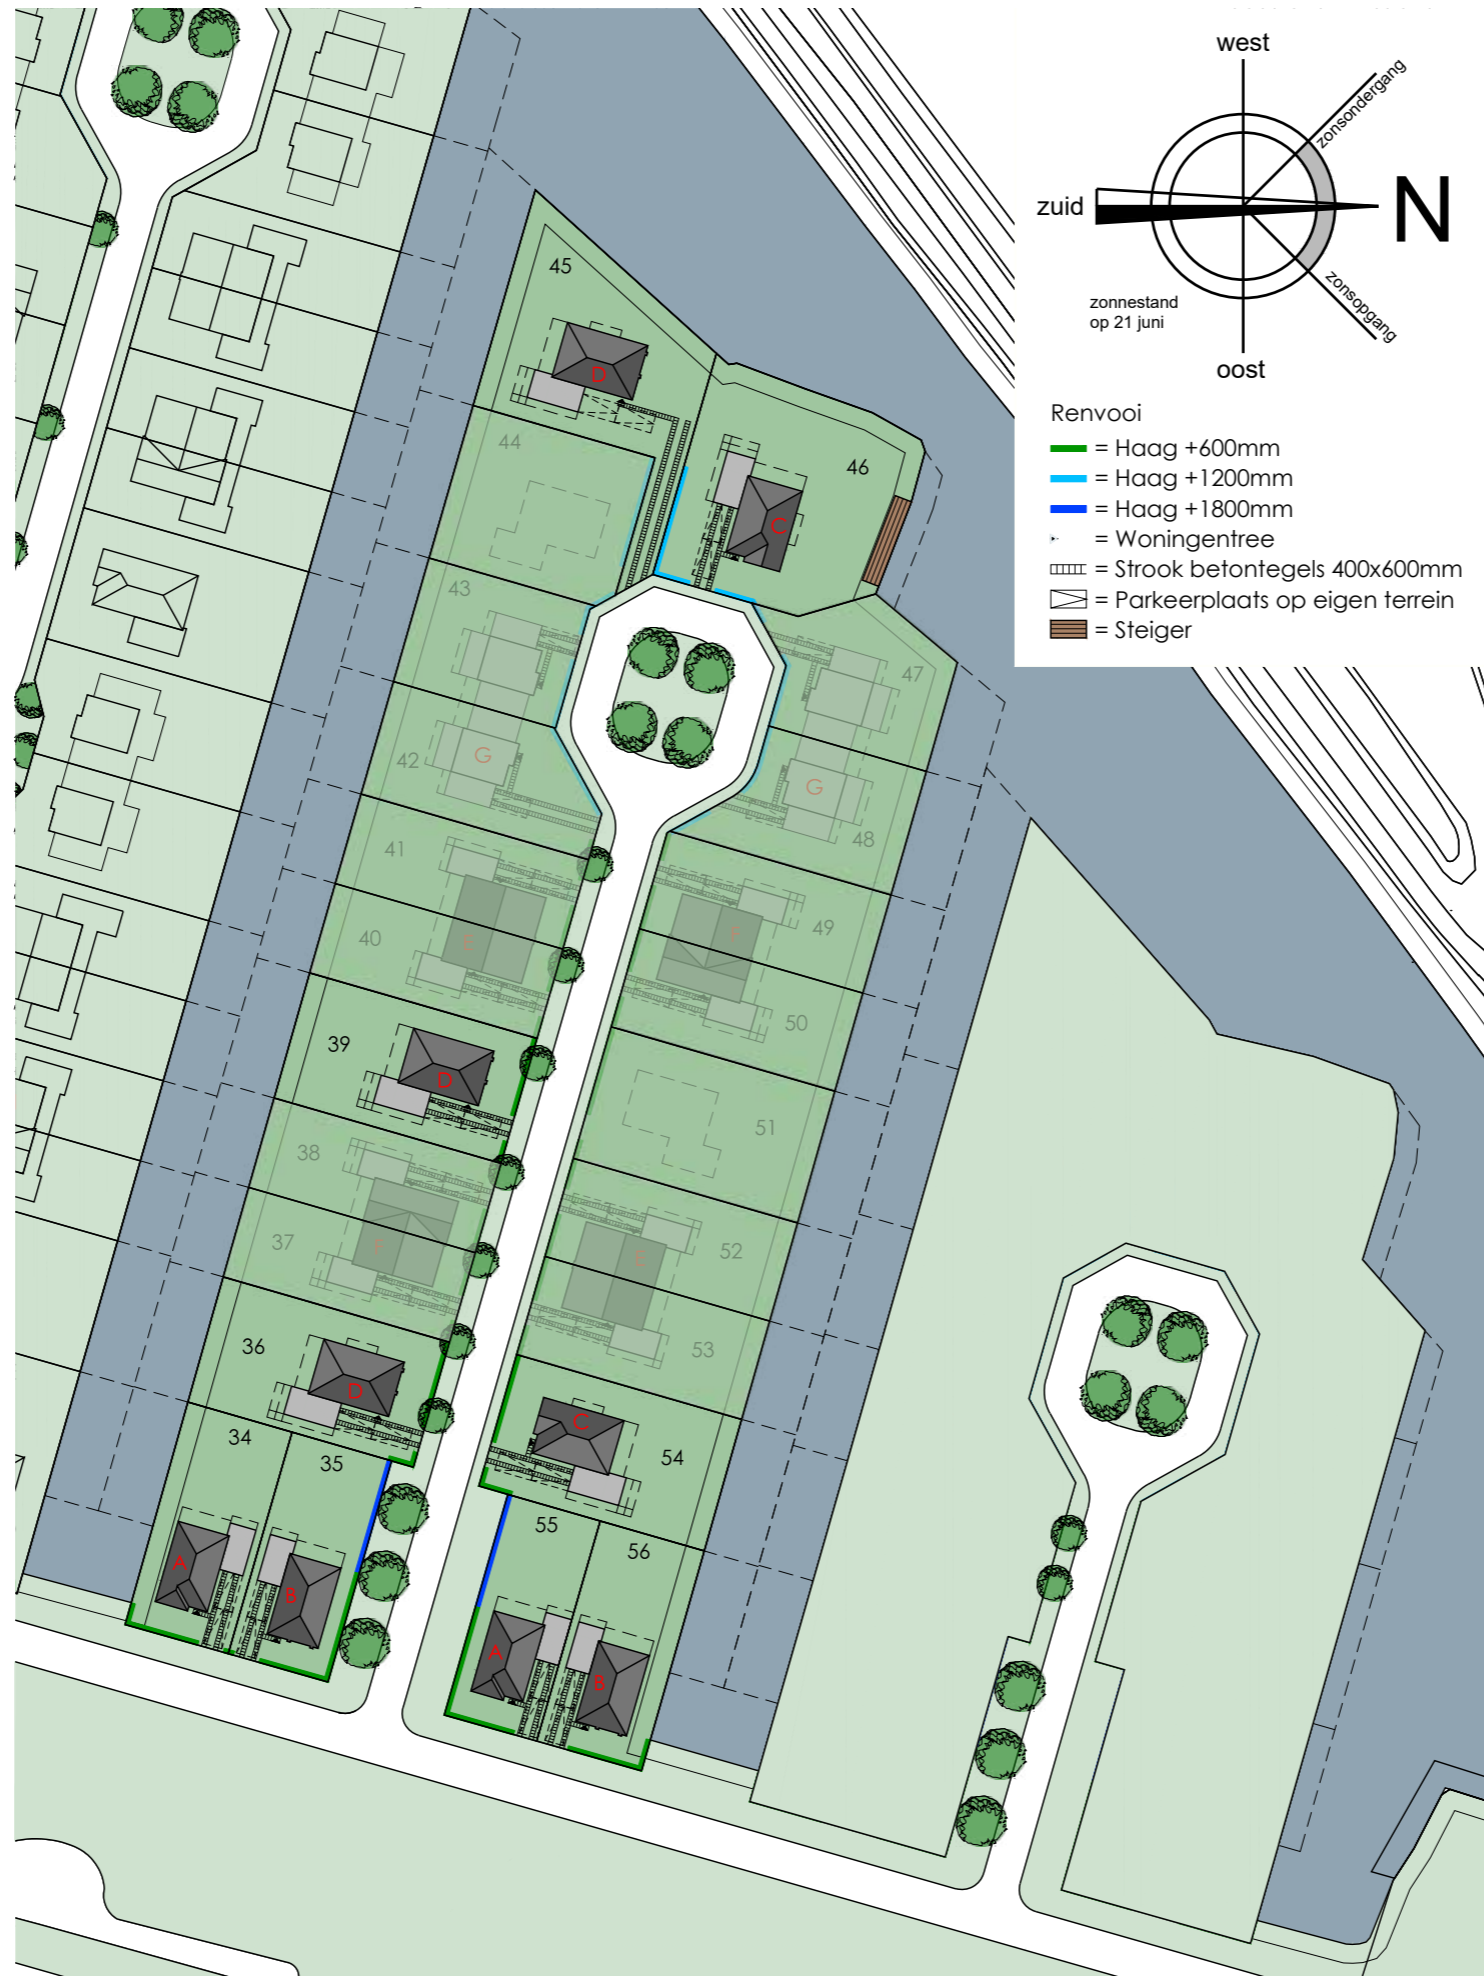 west
zonsondergang
zuid
N
zonsopgang
zonnestand
op 21 juni
oost
Renvooi
= Haag +600mm
= Haag +1200mm
= Haag +1800mm
= Woningentree
= Strook betontegels 400x600mm
= Parkeerplaats op eigen terrein
= Steiger
45
D
44
46
C
43
47
42
G
G
48
41
40
49
50
39
D
51
38
37
F
52
53
36
D
C
54
34
35
55
56
A
B
A
B